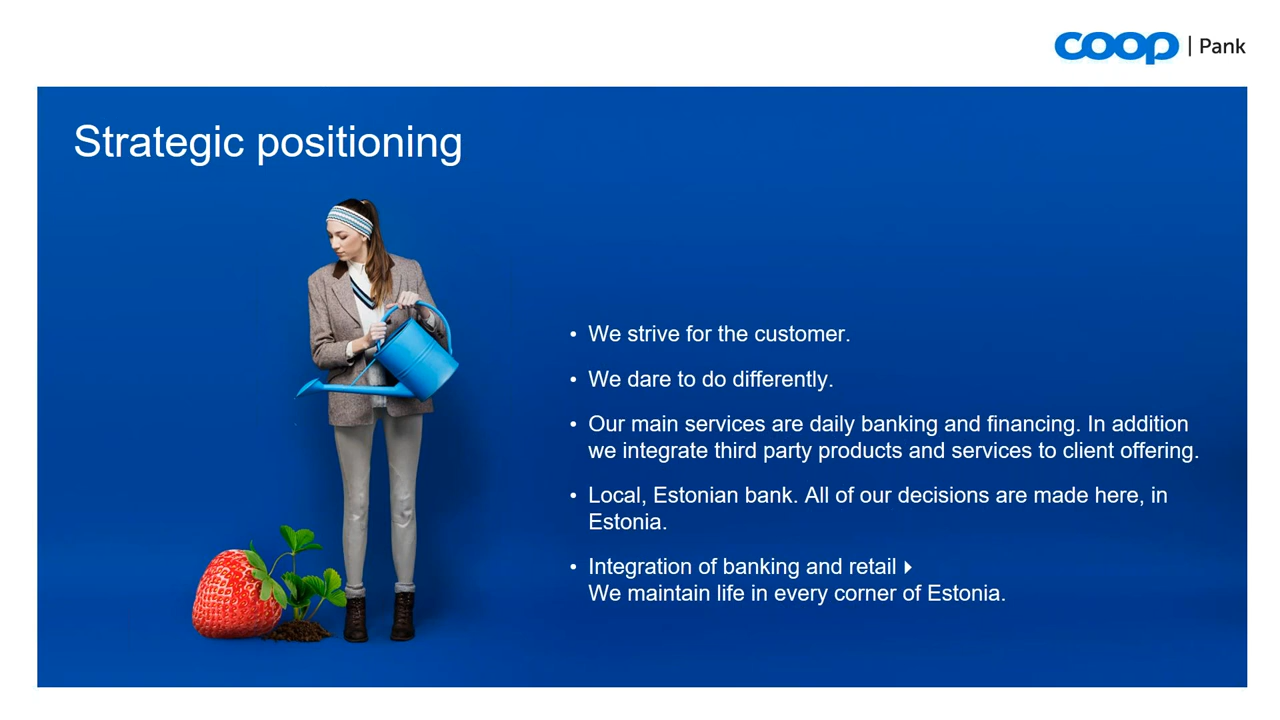 coop | Pank
Strategic positioning
• We strive for the customer.
• We dare to do differently.
• Our main services are daily banking and financing. In addition
we integrate third party products and services to client offering.
• Local, Estonian bank. All of our decisions are made here, in
Estonia.
• Integration of banking and retail
We maintain life in every corner of Estonia.